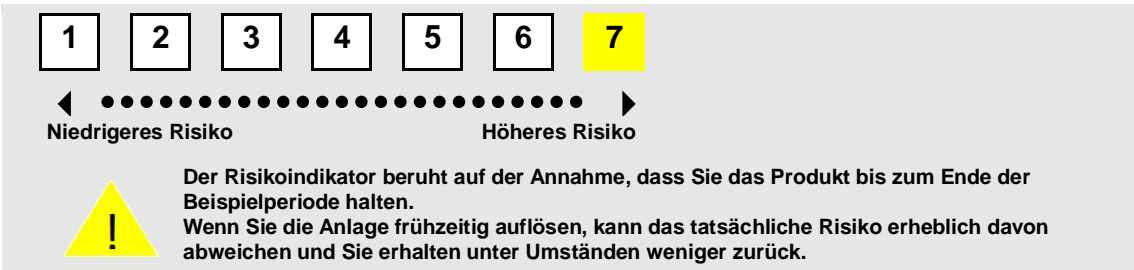 1 2 3 4 5 6 7
Niedrigeres Risiko Höheres Risiko
Der Risikoindikator beruht auf der Annahme, dass Sie das Produkt bis zum Ende der
Beispielperiode halten.
Wenn Sie die Anlage frühzeitig auflösen, kann das tatsächliche Risiko erheblich davon
abweichen und Sie erhalten unter Umständen weniger zurück.
!